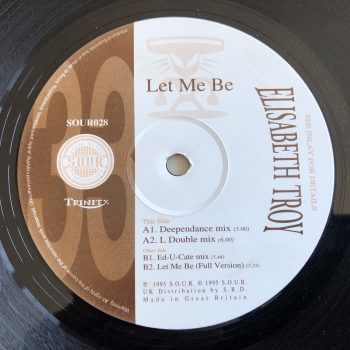 Let Me Be
ELISABETH TROY
SEE INLAY FOR DETAILS
SOUR028
SOUR
TRINITY
33
This Side
A1. Deependance mix (5.00)
A2. L Double mix (6.00)
Other Side
B1. Ed-U-Cate mix (5.44)
B2. Let Me Be (Full Version) (5.25)
℗ 1995 S.O.U.R. © 1995 S.O.U.R.
UK Distribution by S.R.D.
Made in Great Britain